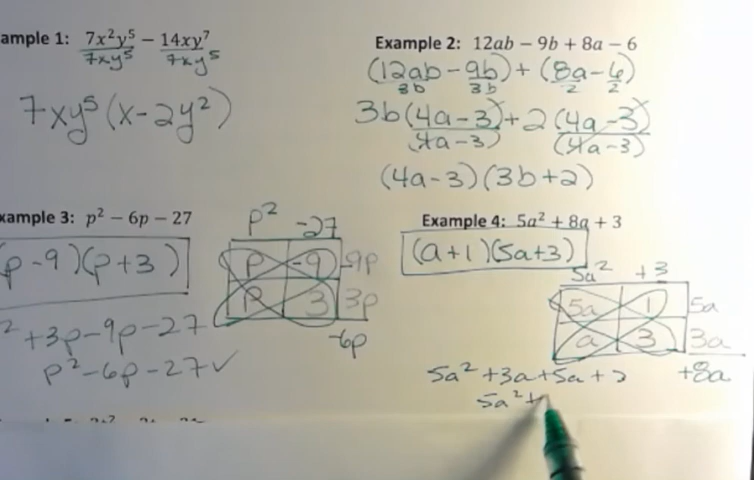 ample 1: 7x²y⁵ − 14xy⁷
7xy⁵ 7xy⁵
7xy⁵(x-2y²)
Example 2: 12ab − 9b + 8a − 6
(12ab-9b)+(8a-6)
3b 3b 2 2
3b(4a-3)+2(4a-3)
(4a-3) (4a-3)
(4a-3)(3b+2)
xample 3: p² − 6p − 27
p² -27
(p-9)(p+3)
p -9 -9p
p 3 3p
-6p
² +3p-9p-27
p²-6p-27✓
Example 4: 5a² + 8a + 3
(a+1)(5a+3)
5a² +3
5a 1 5a
a 3 3a
+8a
5a²+3a+5a+3
5a²+